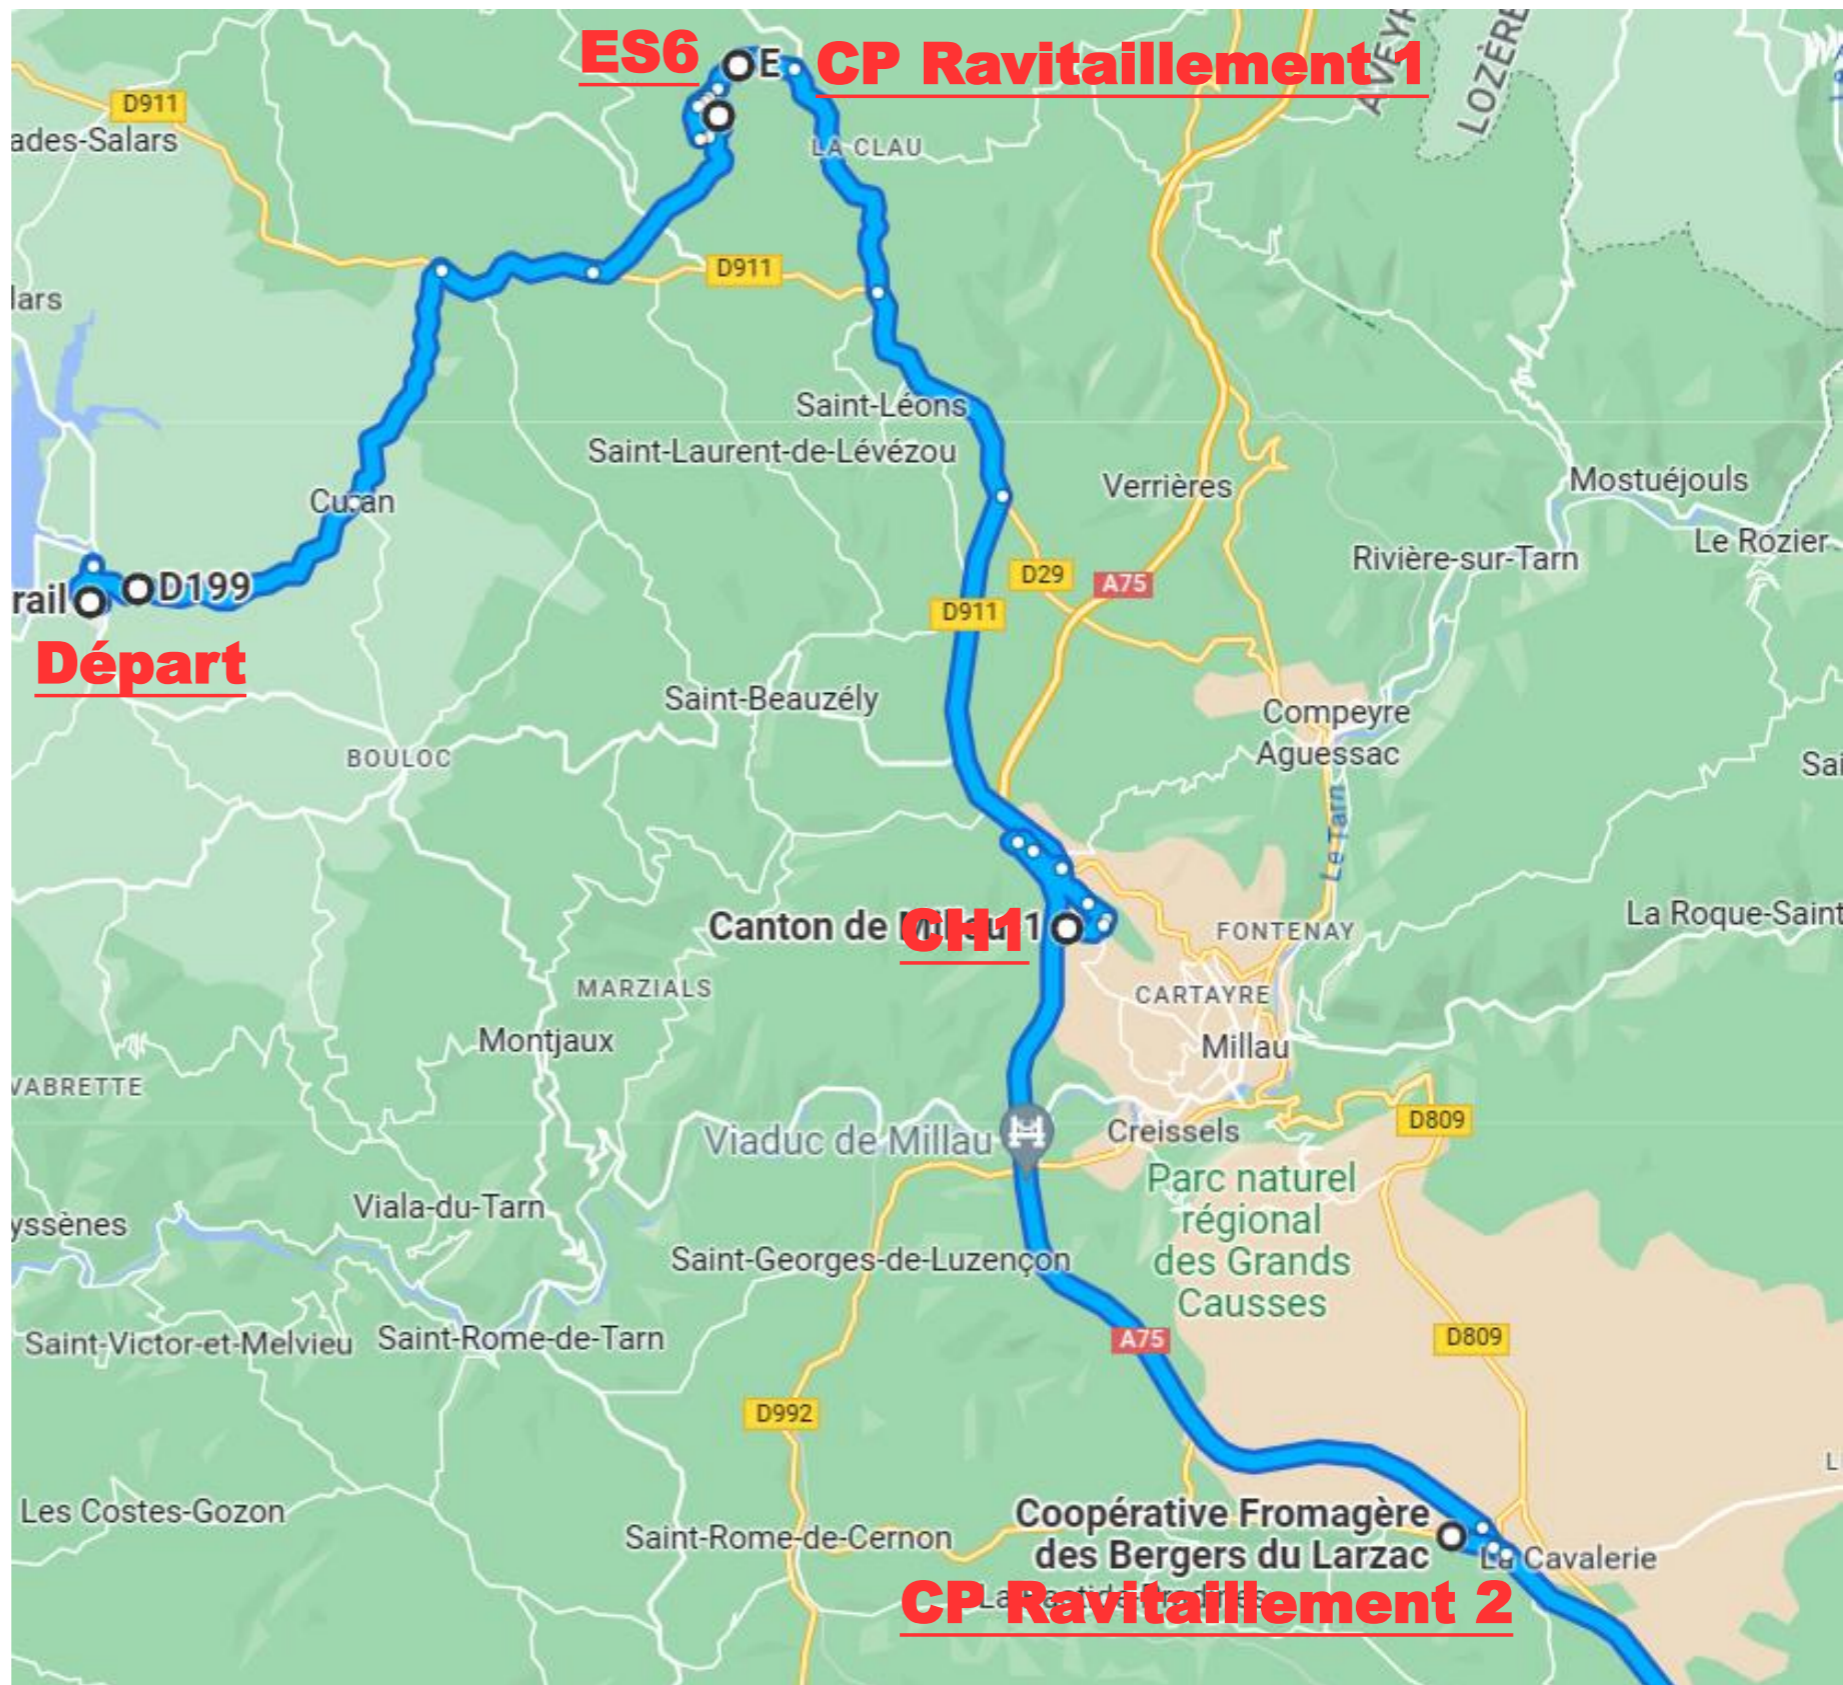 ES6
E
CP Ravitaillement 1
AVEYR
LOZÈRE
D911
ades-Salars
LA CLAU
D911
lars
Saint-Léons
Saint-Laurent-de-Lévézou
Verrières
Mostuéjouls
Curan
Le Rozier
Rivière-sur-Tarn
D29
A75
rail
D199
D911
Départ
Saint-Beauzély
Compeyre
BOULOC
Aguessac
Sai
Le Tarn
Canton de Millau-1
CH1
FONTENAY
La Roque-Saint
MARZIALS
CARTAYRE
Montjaux
Millau
VABRETTE
D809
Viaduc de Millau
Creissels
Parc naturel
régional
des Grands
Causses
Viala-du-Tarn
yssènes
Saint-Georges-de-Luzençon
Saint-Victor-et-Melvieu
Saint-Rome-de-Tarn
A75
D809
D992
L
Les Costes-Gozon
Coopérative Fromagère
des Bergers du Larzac
Saint-Rome-de-Cernon
La Cavalerie
CP Ravitaillement 2